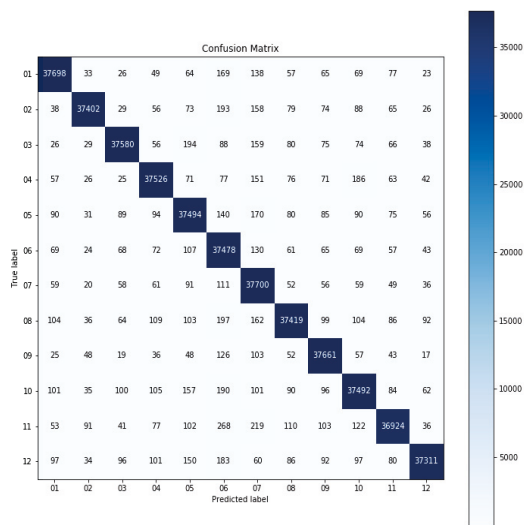 Confusion Matrix
01 37698 33 26 49 64 169 138 57 65 69 77 23
02 38 37402 29 56 73 193 158 79 74 88 65 26
03 26 29 37580 56 194 88 159 80 75 74 66 38
04 57 26 25 37526 71 77 151 76 71 186 63 42
05 90 31 89 94 37494 140 170 80 85 90 75 56
06 69 24 68 72 107 37478 130 61 65 69 57 43
07 59 20 58 61 91 111 37700 52 56 59 49 36
08 104 36 64 109 103 197 162 37419 99 104 86 92
09 25 48 19 36 48 126 103 52 37661 57 43 17
10 101 35 100 105 157 190 101 90 96 37492 84 62
11 53 91 41 77 102 268 219 110 103 122 36924 36
12 97 34 96 101 150 183 60 86 92 97 80 37311
01 02 03 04 05 06 07 08 09 10 11 12
Predicted label
True label
35000
30000
25000
20000
15000
10000
5000